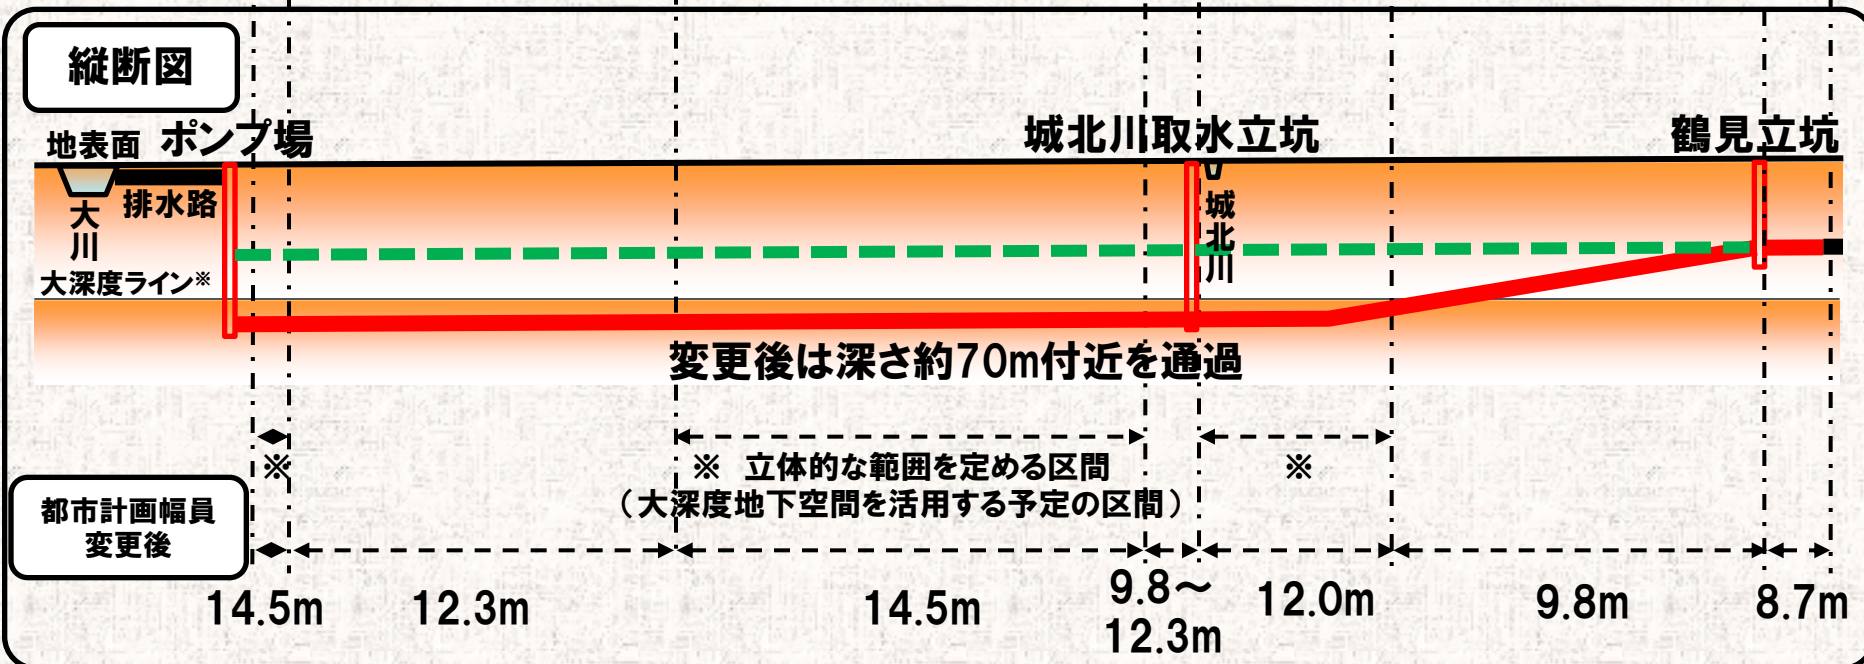 縦断図
地表面
ポンプ場
城北川取水立坑
鶴見立坑
大川
排水路
城北川
大深度ライン※
変更後は深さ約70m付近を通過
※
※ 立体的な範囲を定める区間
(大深度地下空間を活用する予定の区間)
※
都市計画幅員
変更後
14.5m
12.3m
14.5m
9.8～
12.3m
12.0m
9.8m
8.7m